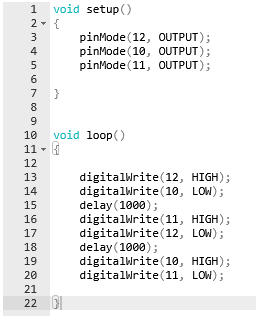 1 void setup()
2 {
3 pinMode(12, OUTPUT);
4 pinMode(10, OUTPUT);
5 pinMode(11, OUTPUT);
6
7 }
8
9
10 void loop()
11 {
12
13 digitalWrite(12, HIGH);
14 digitalWrite(10, LOW);
15 delay(1000);
16 digitalWrite(11, HIGH);
17 digitalWrite(12, LOW);
18 delay(1000);
19 digitalWrite(10, HIGH);
20 digitalWrite(11, LOW);
21
22 }